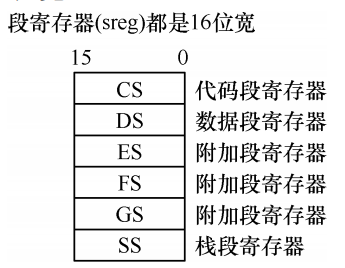 段寄存器(sreg)都是16位宽
15 0
CS 代码段寄存器
DS 数据段寄存器
ES 附加段寄存器
FS 附加段寄存器
GS 附加段寄存器
SS 栈段寄存器